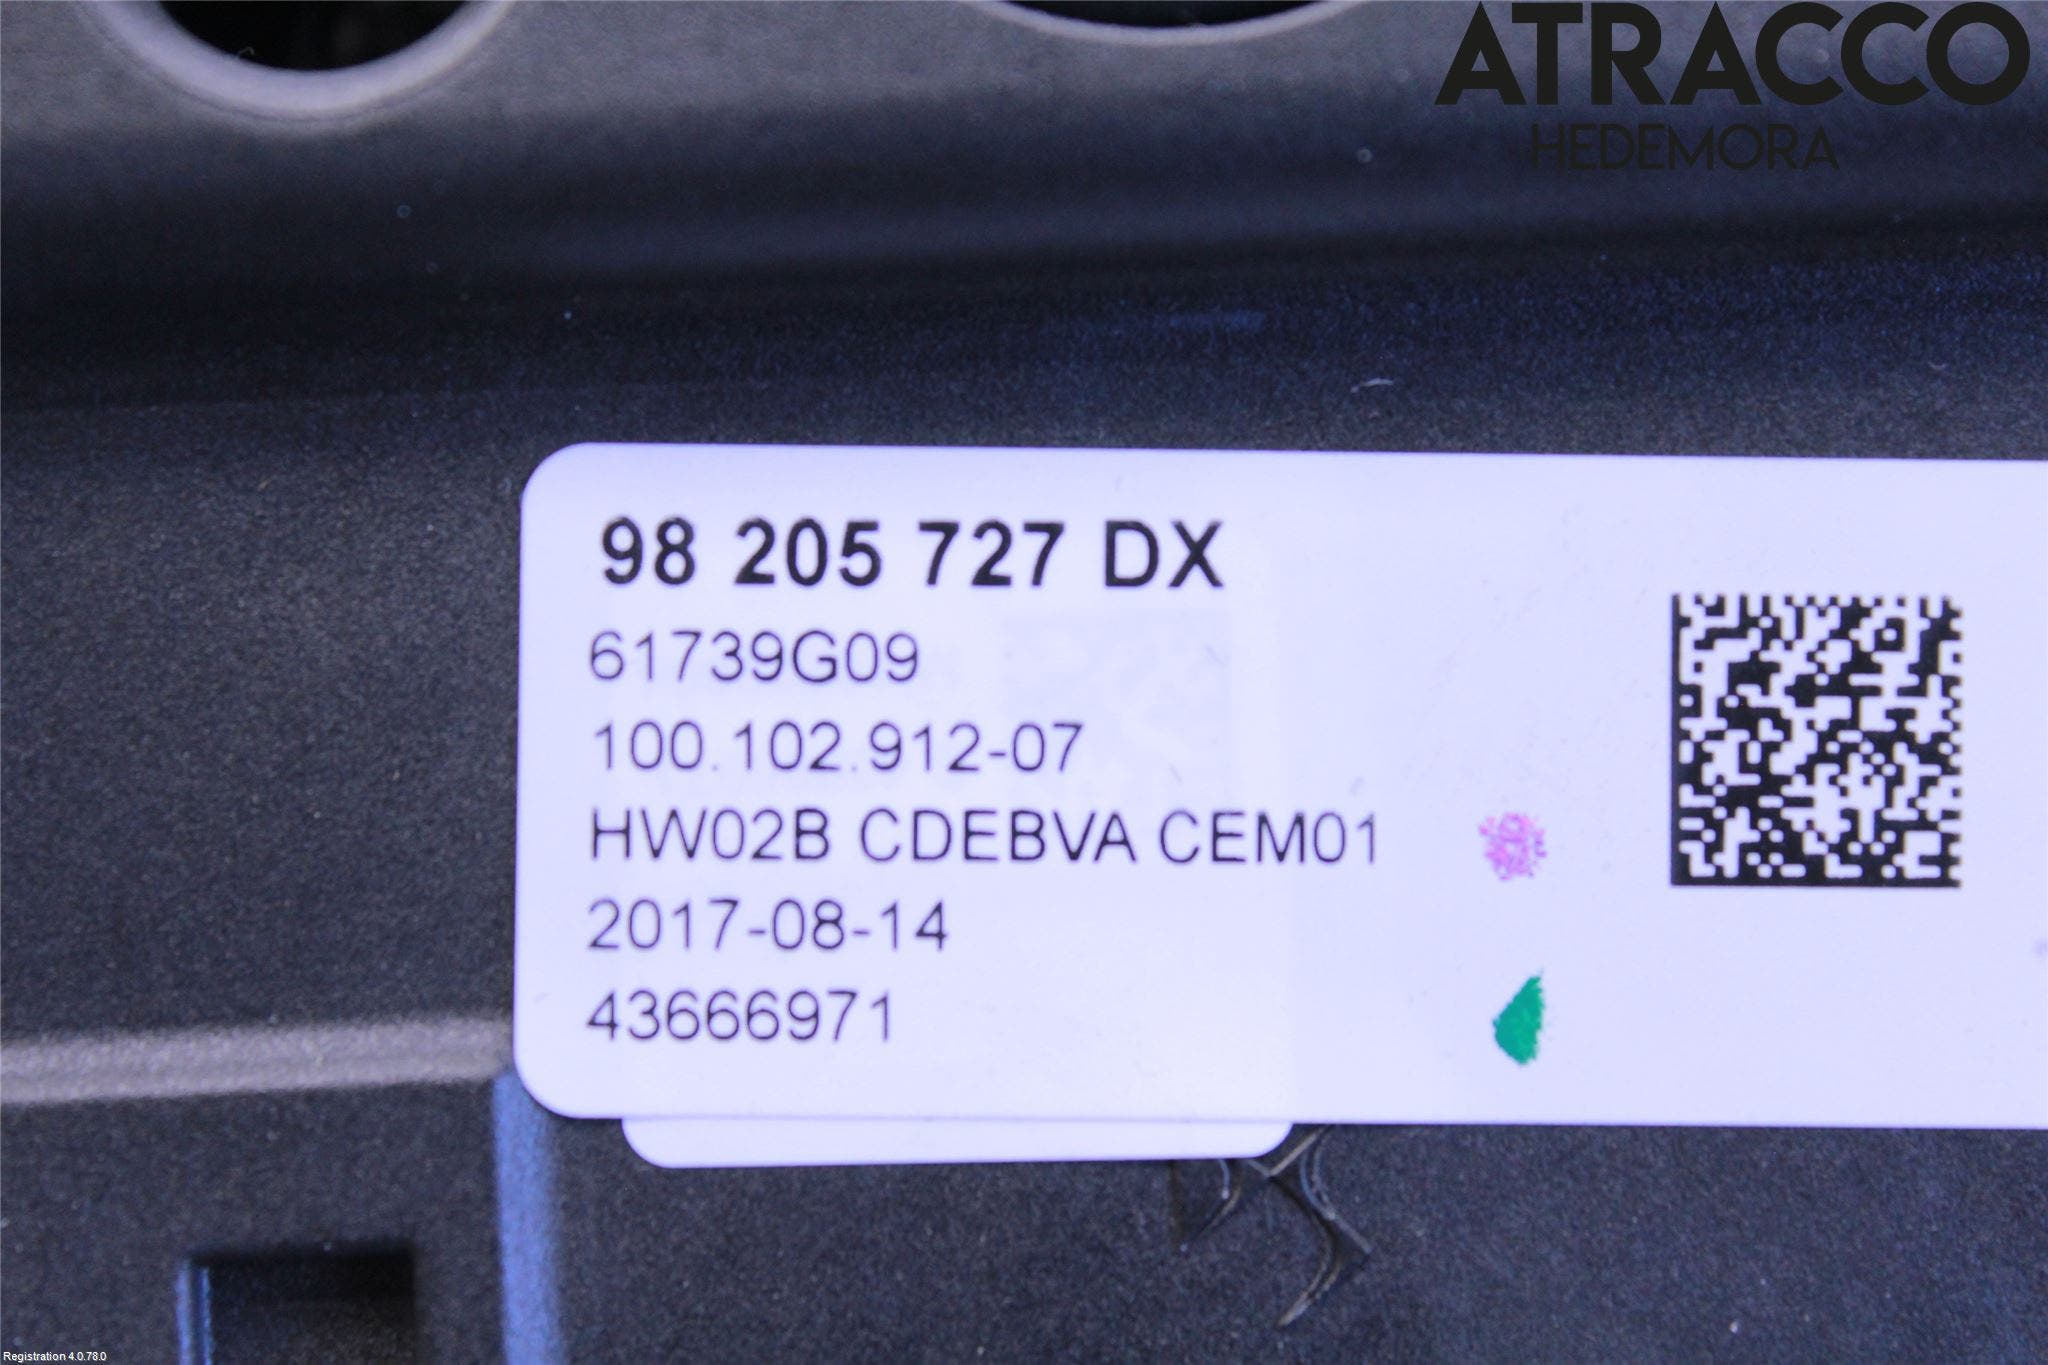 ATRACCO
HEDEMORA
98 205 727 DX
61739G09
100.102.912-07
HW02B CDEBVA CEM01
2017-08-14
43666971
Registration 4.0.78.0